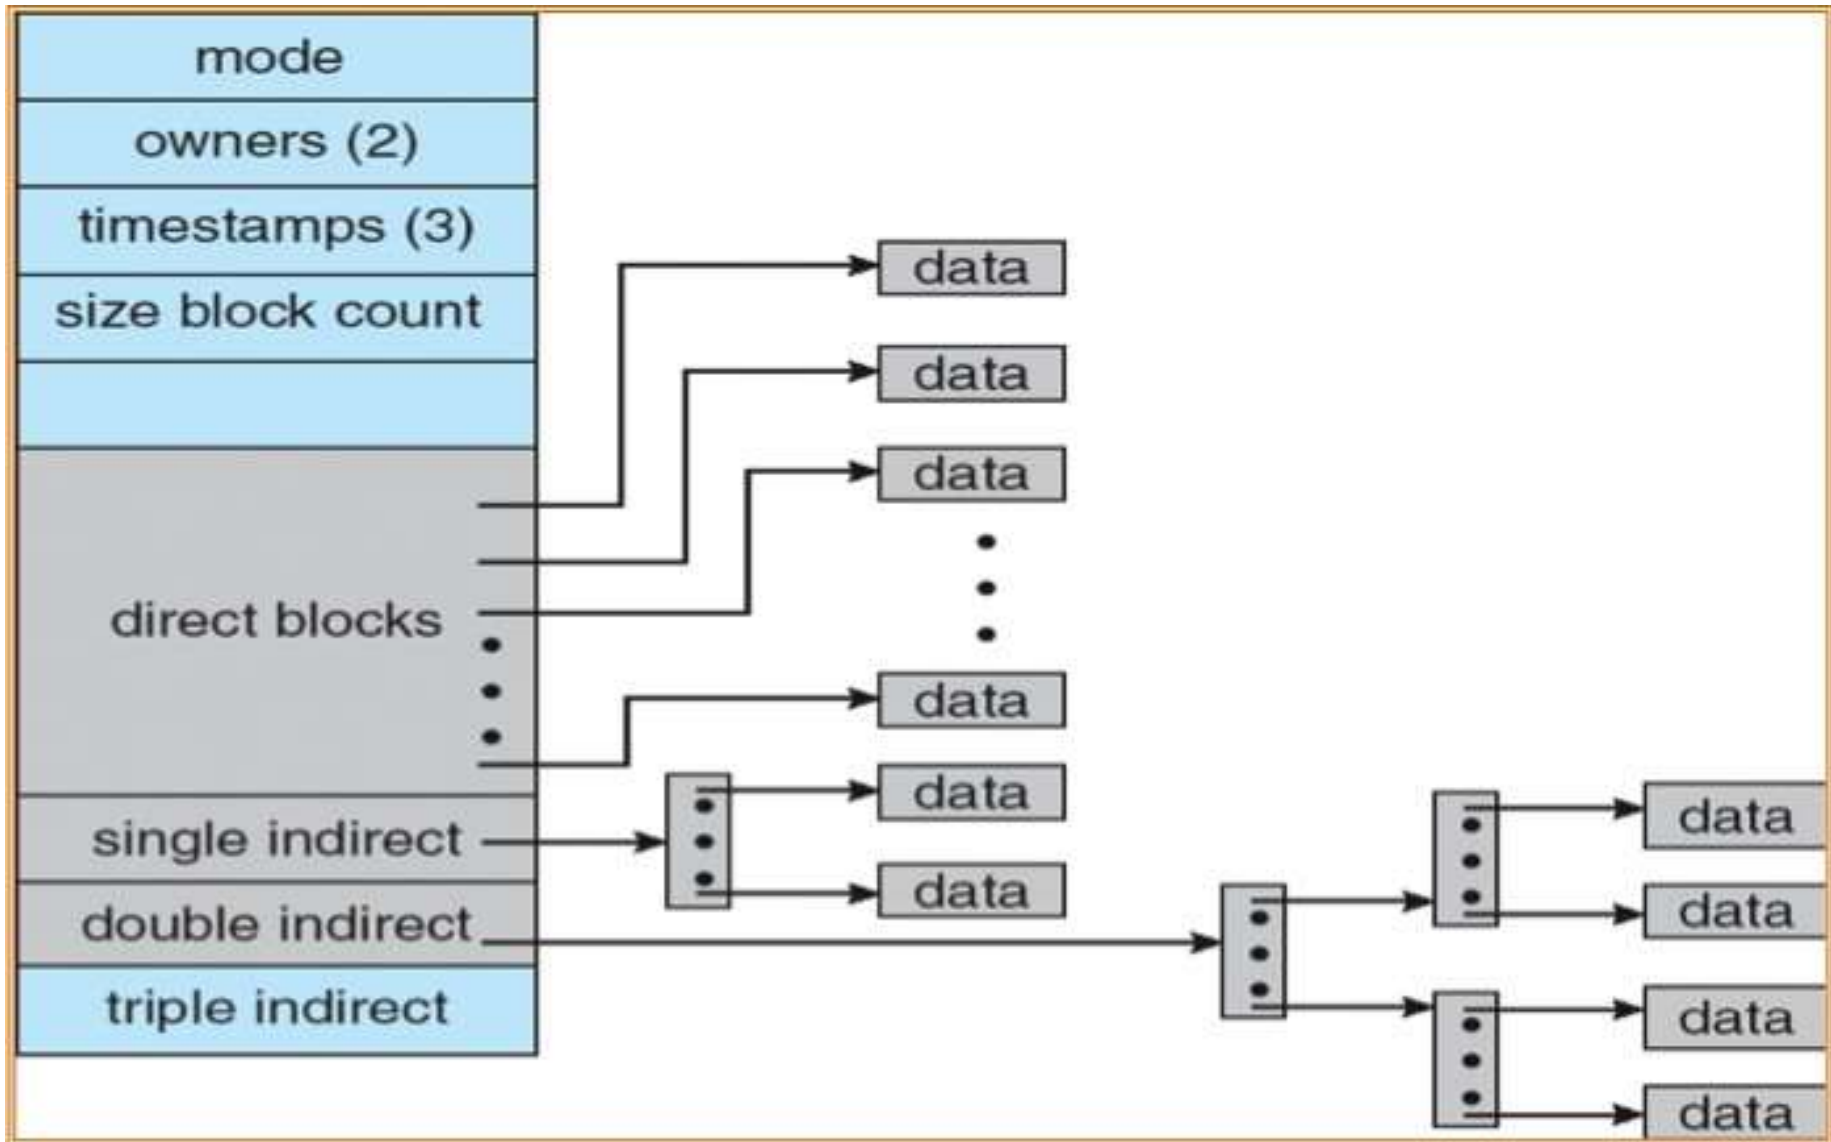 mode
owners (2)
timestamps (3)
size block count
direct blocks
single indirect
double indirect
triple indirect
data
data
data
data
data
data
data
data
data
data